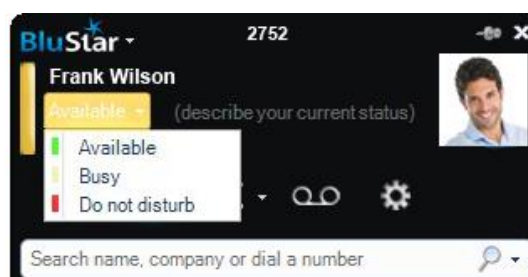 BluStar
2752
Frank Wilson
Available
(describe your current status)
Available
Busy
Do not disturb
Search name, company or dial a number